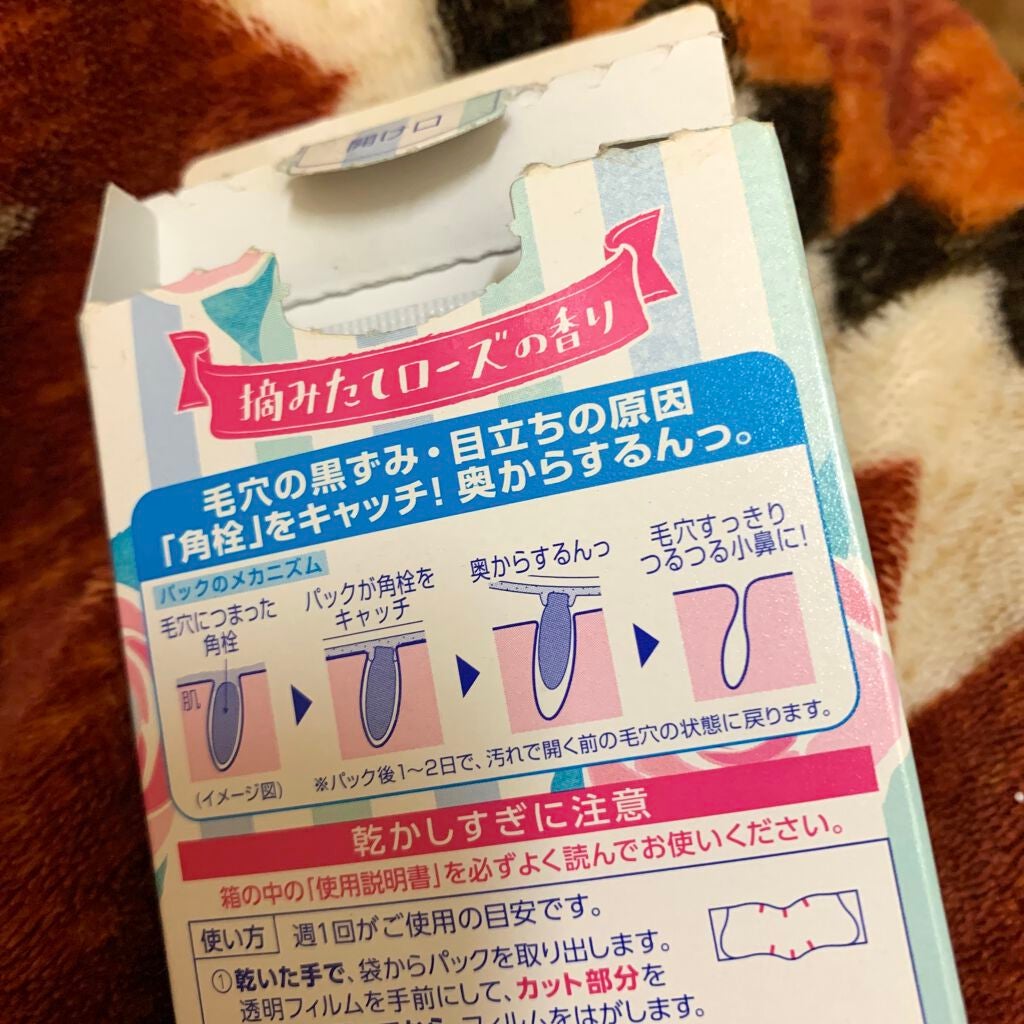 開け口
摘みたてローズの香り
毛穴の黒ずみ・目立ちの原因
「角栓」をキャッチ!奥からするんっ。
パックのメカニズム
毛穴につまった
角栓
肌
(イメージ図)
パックが角栓を
キャッチ
奥からするんっ
毛穴すっきり
つるつる小鼻に!
※パック後1〜2日で、汚れで開く前の毛穴の状態に戻ります。
乾かしすぎに注意
箱の中の「使用説明書」を必ずよく読んでお使いください。
使い方 週1回がご使用の目安です。
①乾いた手で、袋からパックを取り出します。
透明フィルムを手前にして、カット部分を
フィルムをはがします。